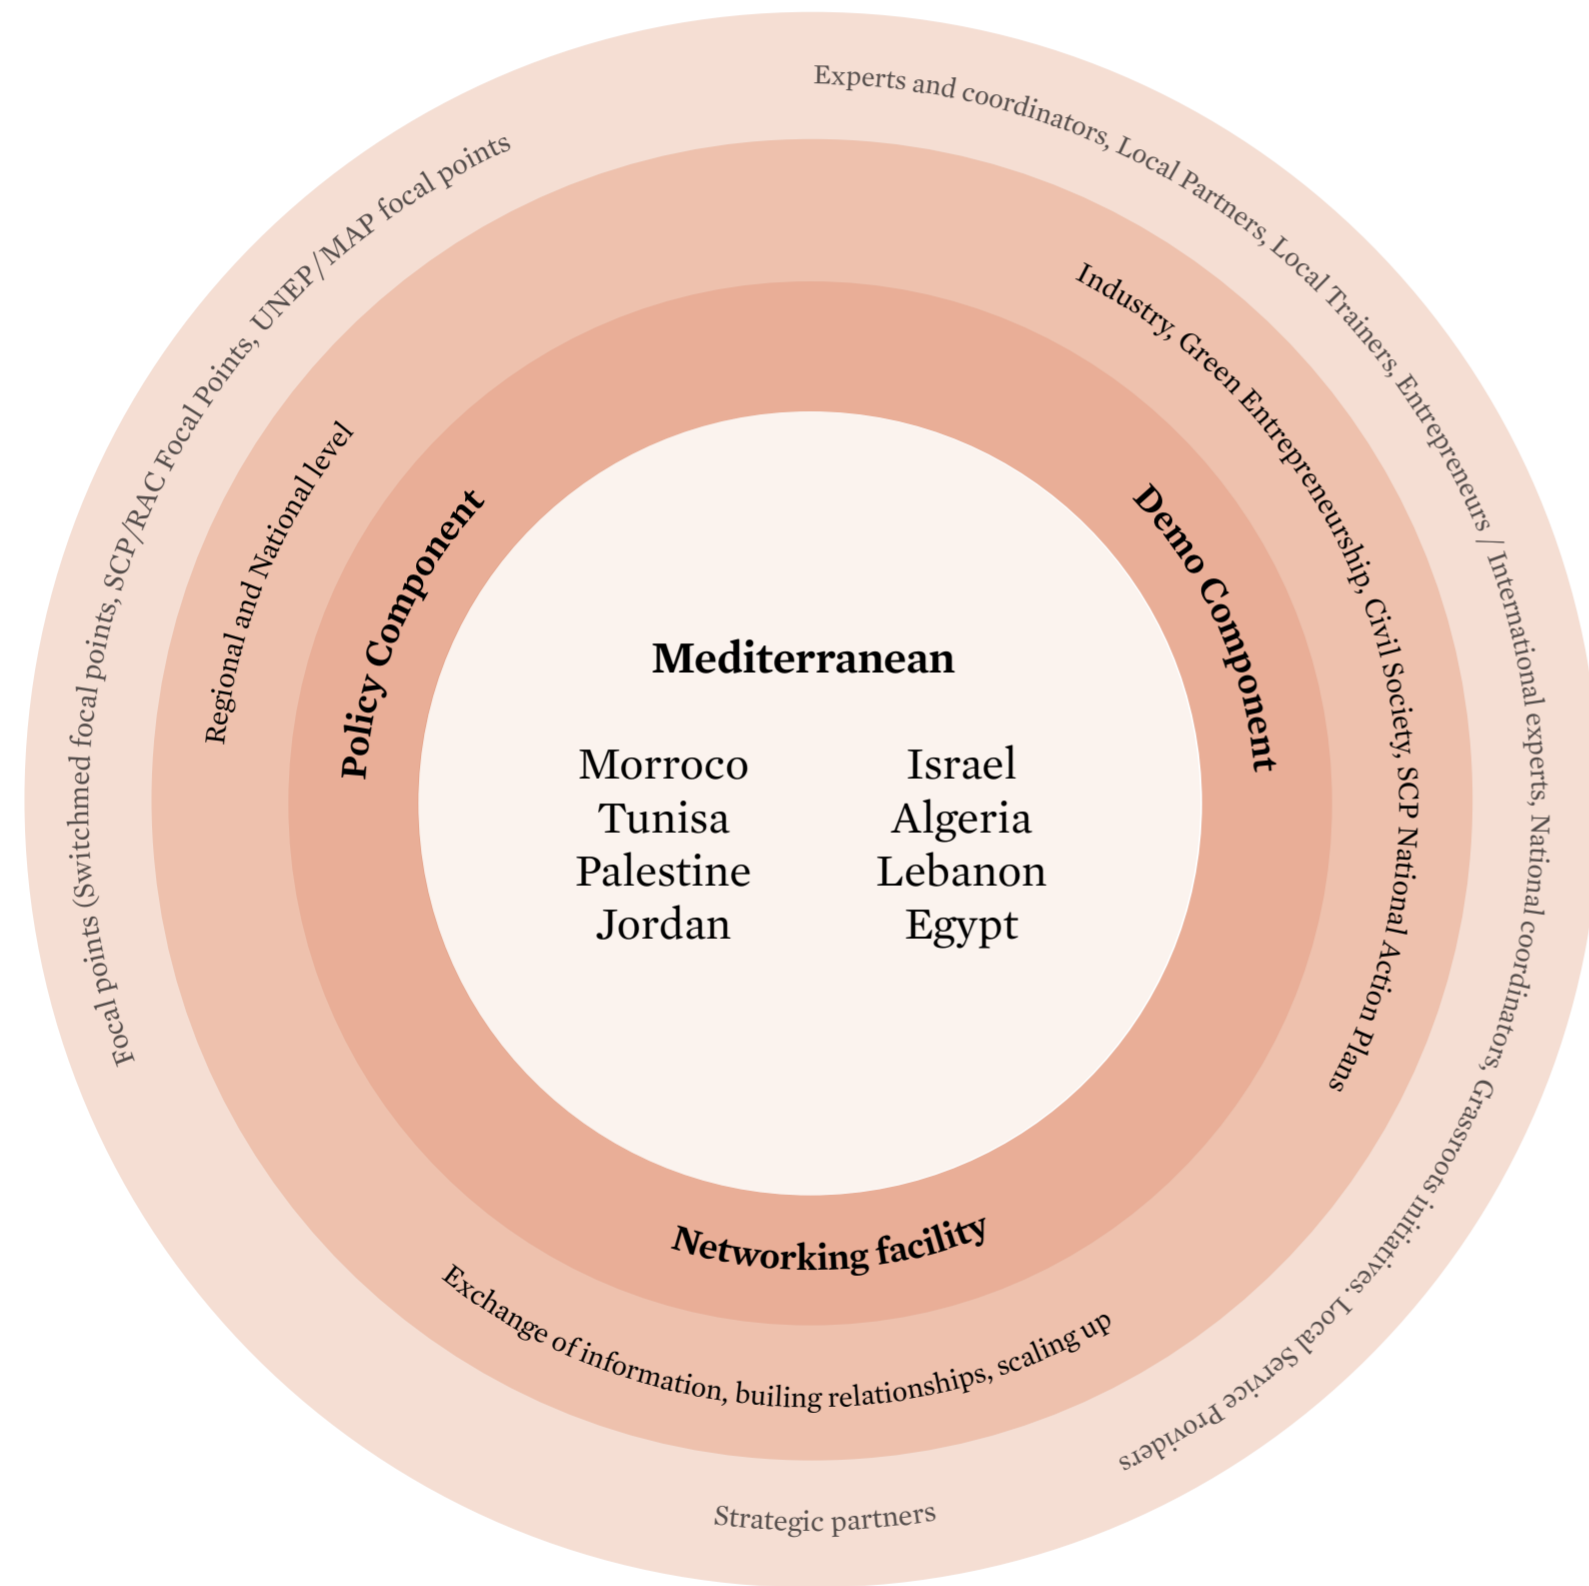 Experts and coordinators, Local Partners, Local Trainers, Entrepreneurs / International experts, National coordinators, Grassroots initiatives. Local Service Providers
Focal points (Switchmed focal points, SCP/RAC Focal Points, UNEP/MAP focal points
Industry, Green Entrepreneurship, Civil Society, SCP National Action Plans
Regional and National level
Policy Component
Demo Component
Mediterranean
Morroco
Tunisa
Palestine
Jordan
Israel
Algeria
Lebanon
Egypt
Networking facility
Exchange of information, builing relationships, scaling up
Strategic partners